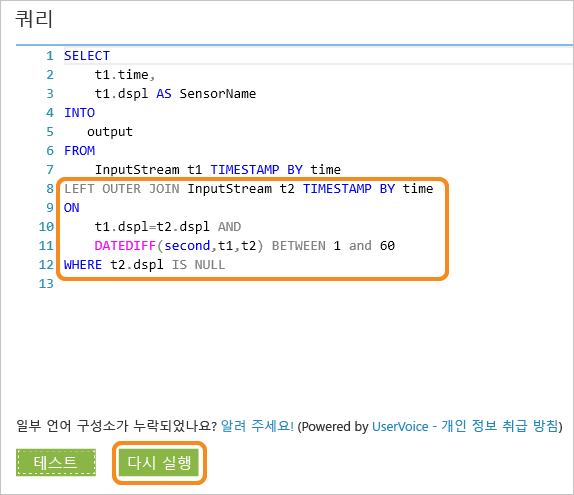 쿼리
1 SELECT
2 t1.time,
3 t1.dspl AS SensorName
4 INTO
5 output
6 FROM
7 InputStream t1 TIMESTAMP BY time
8 LEFT OUTER JOIN InputStream t2 TIMESTAMP BY time
9 ON
10 t1.dspl=t2.dspl AND
11 DATEDIFF(second,t1,t2) BETWEEN 1 and 60
12 WHERE t2.dspl IS NULL
13
일부 언어 구성소가 누락되었나요? 알려 주세요! (Powered by UserVoice - 개인 정보 취급 방침)
테스트 다시 실행